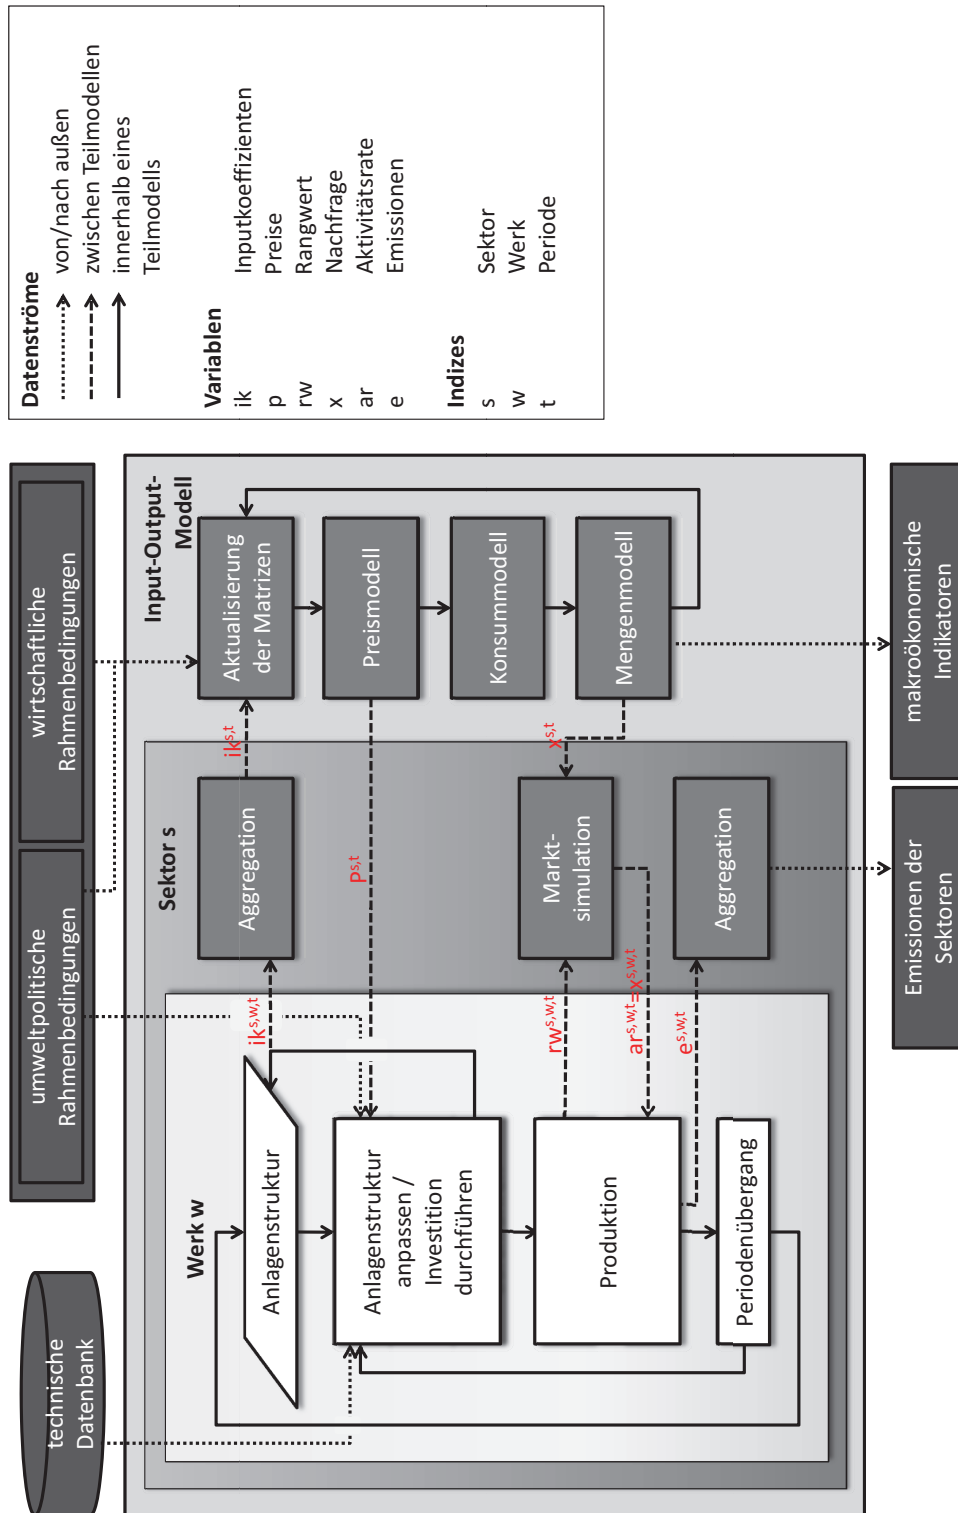 technische
Datenbank
umweltpolitische
Rahmenbedingungen
wirtschaftliche
Rahmenbedingungen
Input-Output-
Modell
Sektor s
Werk w
Anlagenstruktur
ik^s,w,t
Aggregation
ik^s,t
Aktualisierung
der Matrizen
Anlagenstruktur
anpassen /
Investition
durchführen
p^s,t
Preismodell
Konsummodell
Produktion
rw^s,w,t
ar^s,w,t=x^s,w,t
e^s,w,t
Markt-
simulation
x^s,t
Mengenmodell
Periodenübergang
Aggregation
Emissionen der
Sektoren
makroökonomische
Indikatoren
Datenströme
von/nach außen
zwischen Teilmodellen
innerhalb eines
Teilmodells
Variablen
ik Inputkoeffizienten
p Preise
rw Rangwert
x Nachfrage
ar Aktivitätsrate
e Emissionen
Indizes
s Sektor
w Werk
t Periode